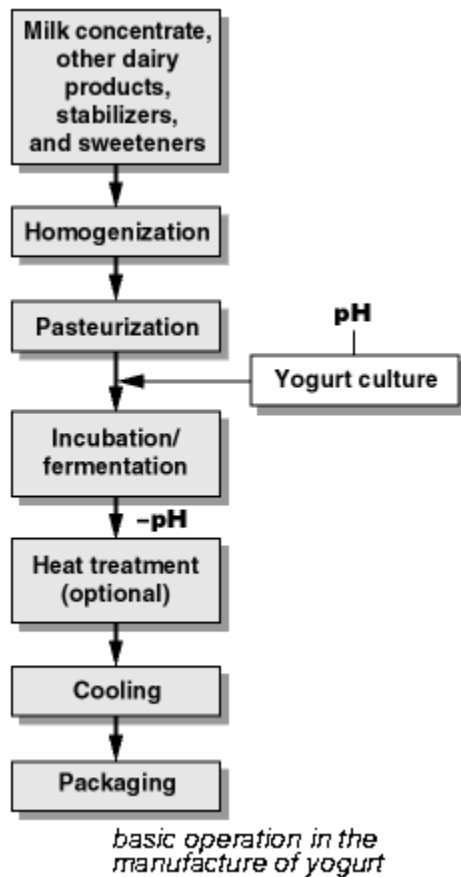 Milk concentrate,
other dairy
products,
stabilizers,
and sweeteners
Homogenization
Pasteurization
pH
Yogurt culture
Incubation/
fermentation
–pH
Heat treatment
(optional)
Cooling
Packaging
basic operation in the
manufacture of yogurt